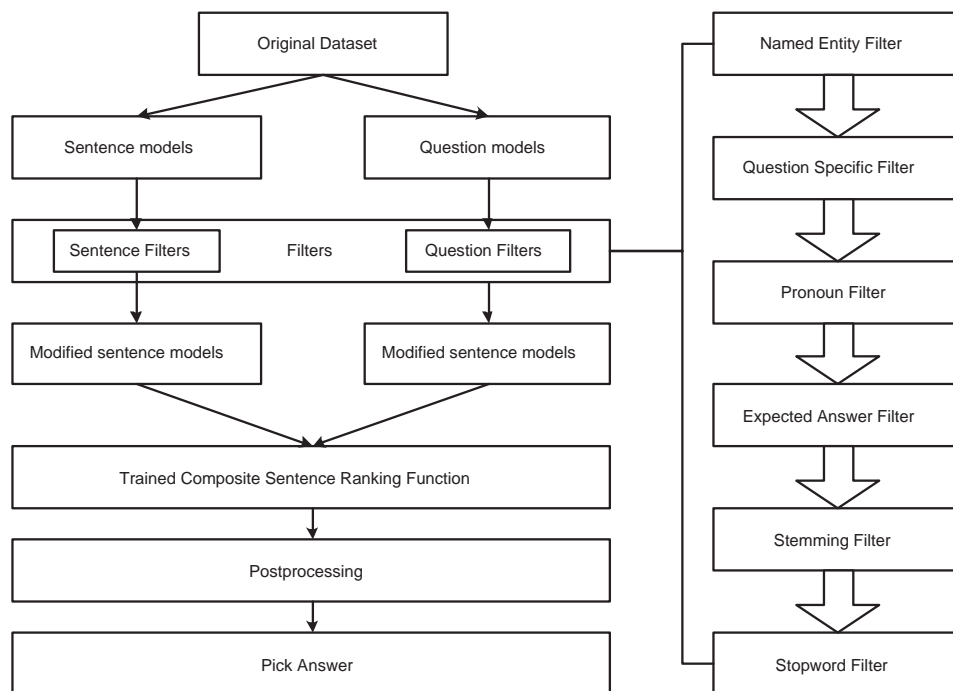 Original Dataset
Sentence models
Question models
Sentence Filters
Filters
Question Filters
Modified sentence models
Modified sentence models
Trained Composite Sentence Ranking Function
Postprocessing
Pick Answer
Named Entity Filter
Question Specific Filter
Pronoun Filter
Expected Answer Filter
Stemming Filter
Stopword Filter